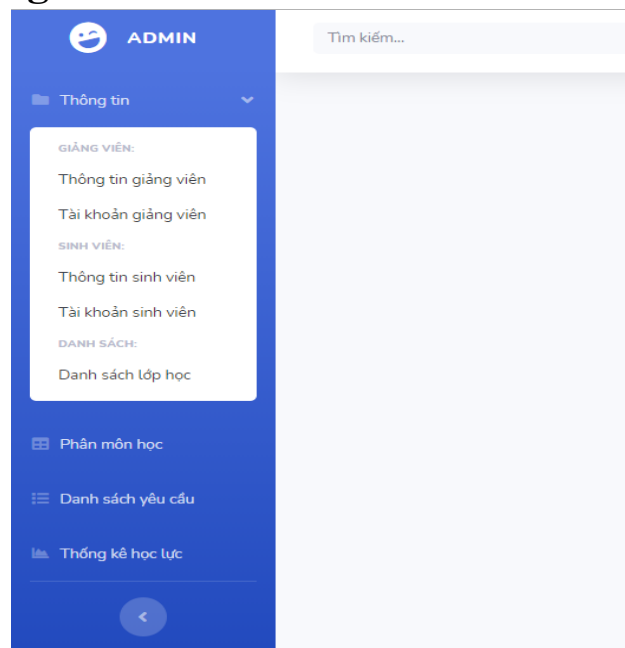 ADMIN
Tìm kiếm...
Thông tin
GIẢNG VIÊN:
Thông tin giảng viên
Tài khoản giảng viên
SINH VIÊN:
Thông tin sinh viên
Tài khoản sinh viên
DANH SÁCH:
Danh sách lớp học
Phân môn học
Danh sách yêu cầu
Thống kê học lực